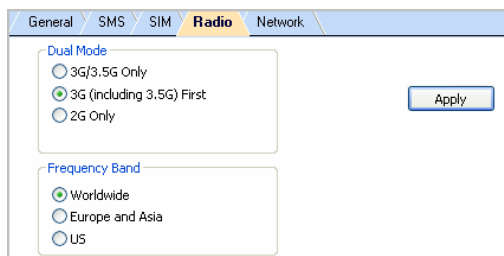 General SMS SIM Radio Network
Dual Mode
3G/3.5G Only
3G (including 3.5G) First
Apply
2G Only
Frequency Band
Worldwide
Europe and Asia
US